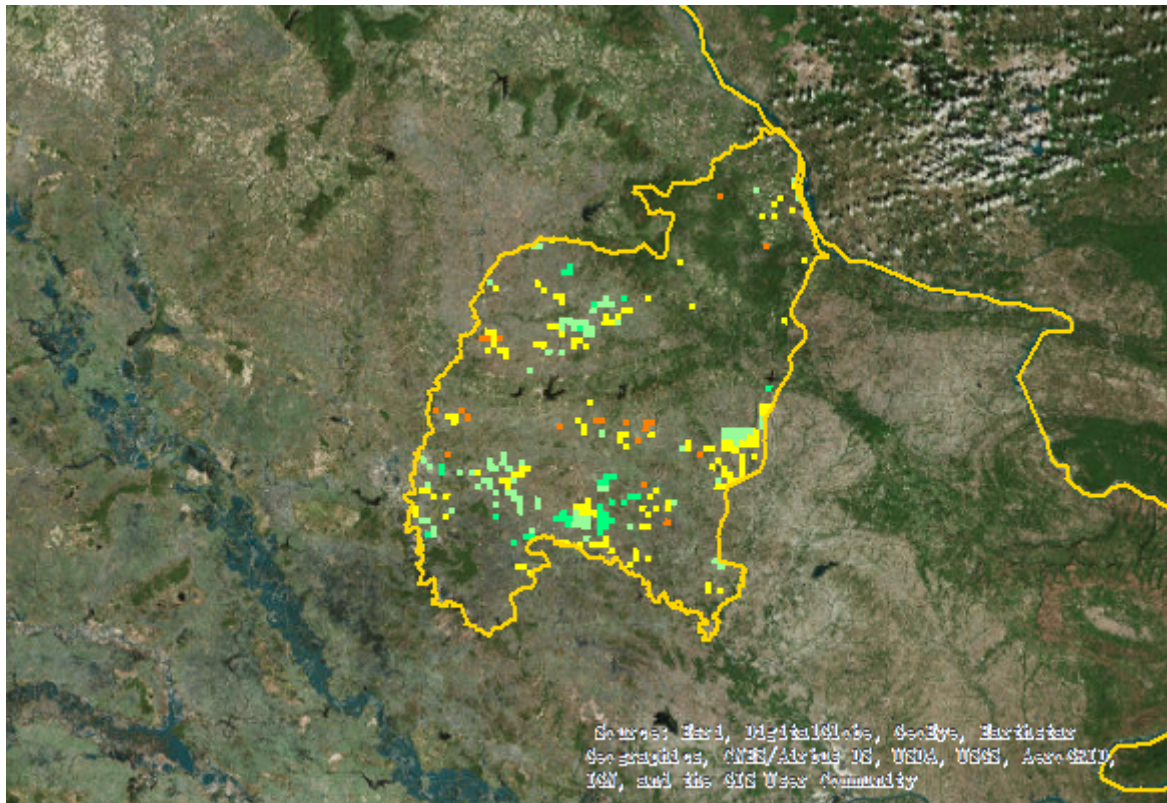 Source: Esri, DigitalGlobe, GeoEye, Earthstar
Geographics, CNES/Airbus DS, USDA, USGS, AeroGRID,
IGN, and the GIS User Community